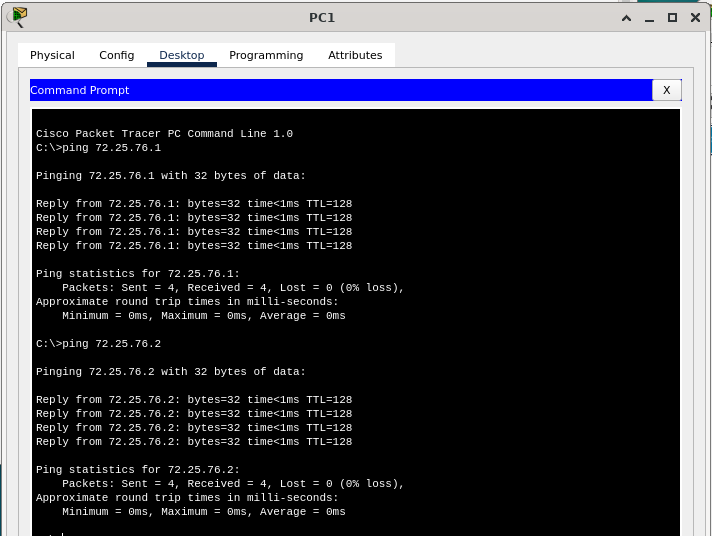 PC1
Physical Config Desktop Programming Attributes
Command Prompt
X
Cisco Packet Tracer PC Command Line 1.0
C:\>ping 72.25.76.1
Pinging 72.25.76.1 with 32 bytes of data:
Reply from 72.25.76.1: bytes=32 time<1ms TTL=128
Reply from 72.25.76.1: bytes=32 time<1ms TTL=128
Reply from 72.25.76.1: bytes=32 time<1ms TTL=128
Reply from 72.25.76.1: bytes=32 time<1ms TTL=128
Ping statistics for 72.25.76.1:
Packets: Sent = 4, Received = 4, Lost = 0 (0% loss),
Approximate round trip times in milli-seconds:
Minimum = 0ms, Maximum = 0ms, Average = 0ms
C:\>ping 72.25.76.2
Pinging 72.25.76.2 with 32 bytes of data:
Reply from 72.25.76.2: bytes=32 time<1ms TTL=128
Reply from 72.25.76.2: bytes=32 time<1ms TTL=128
Reply from 72.25.76.2: bytes=32 time<1ms TTL=128
Reply from 72.25.76.2: bytes=32 time<1ms TTL=128
Ping statistics for 72.25.76.2:
Packets: Sent = 4, Received = 4, Lost = 0 (0% loss),
Approximate round trip times in milli-seconds:
Minimum = 0ms, Maximum = 0ms, Average = 0ms